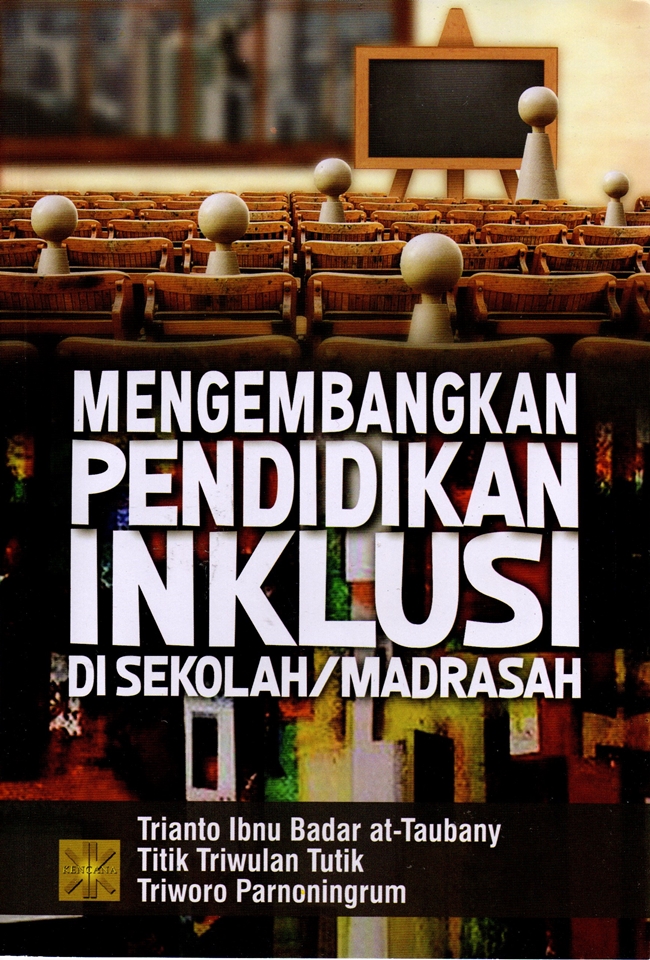 MENGEMBANGKAN
PENDIDIKAN
INKLUSI
DI SEKOLAH/MADRASAH
Trianto Ibnu Badar at-Taubany
Titik Triwulan Tutik
Triworo Parnoningrum
KENCANA